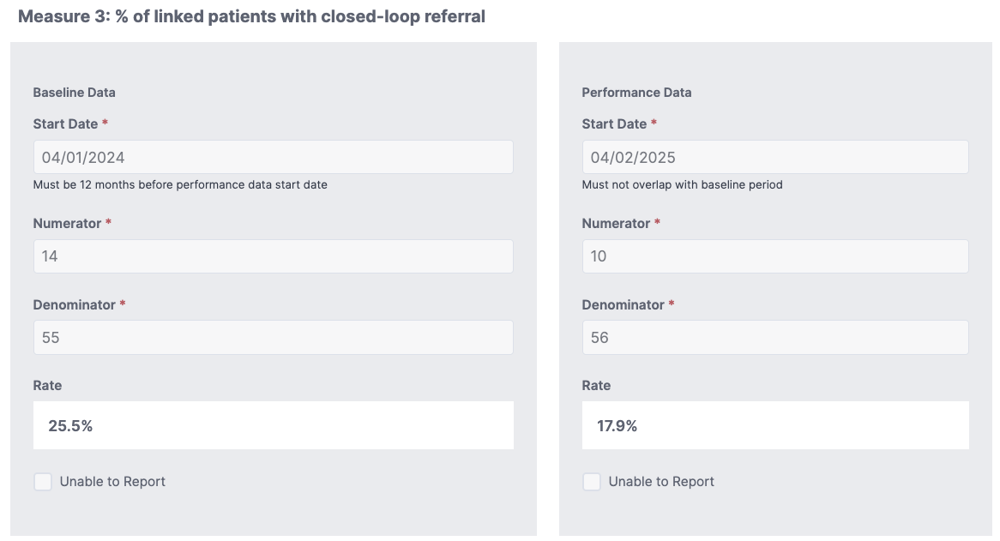 Measure 3: % of linked patients with closed-loop referral
Baseline Data
Start Date *
04/01/2024
Must be 12 months before performance data start date
Numerator *
14
Denominator *
55
Rate
25.5%
Unable to Report
Performance Data
Start Date *
04/02/2025
Must not overlap with baseline period
Numerator *
10
Denominator *
56
Rate
17.9%
Unable to Report